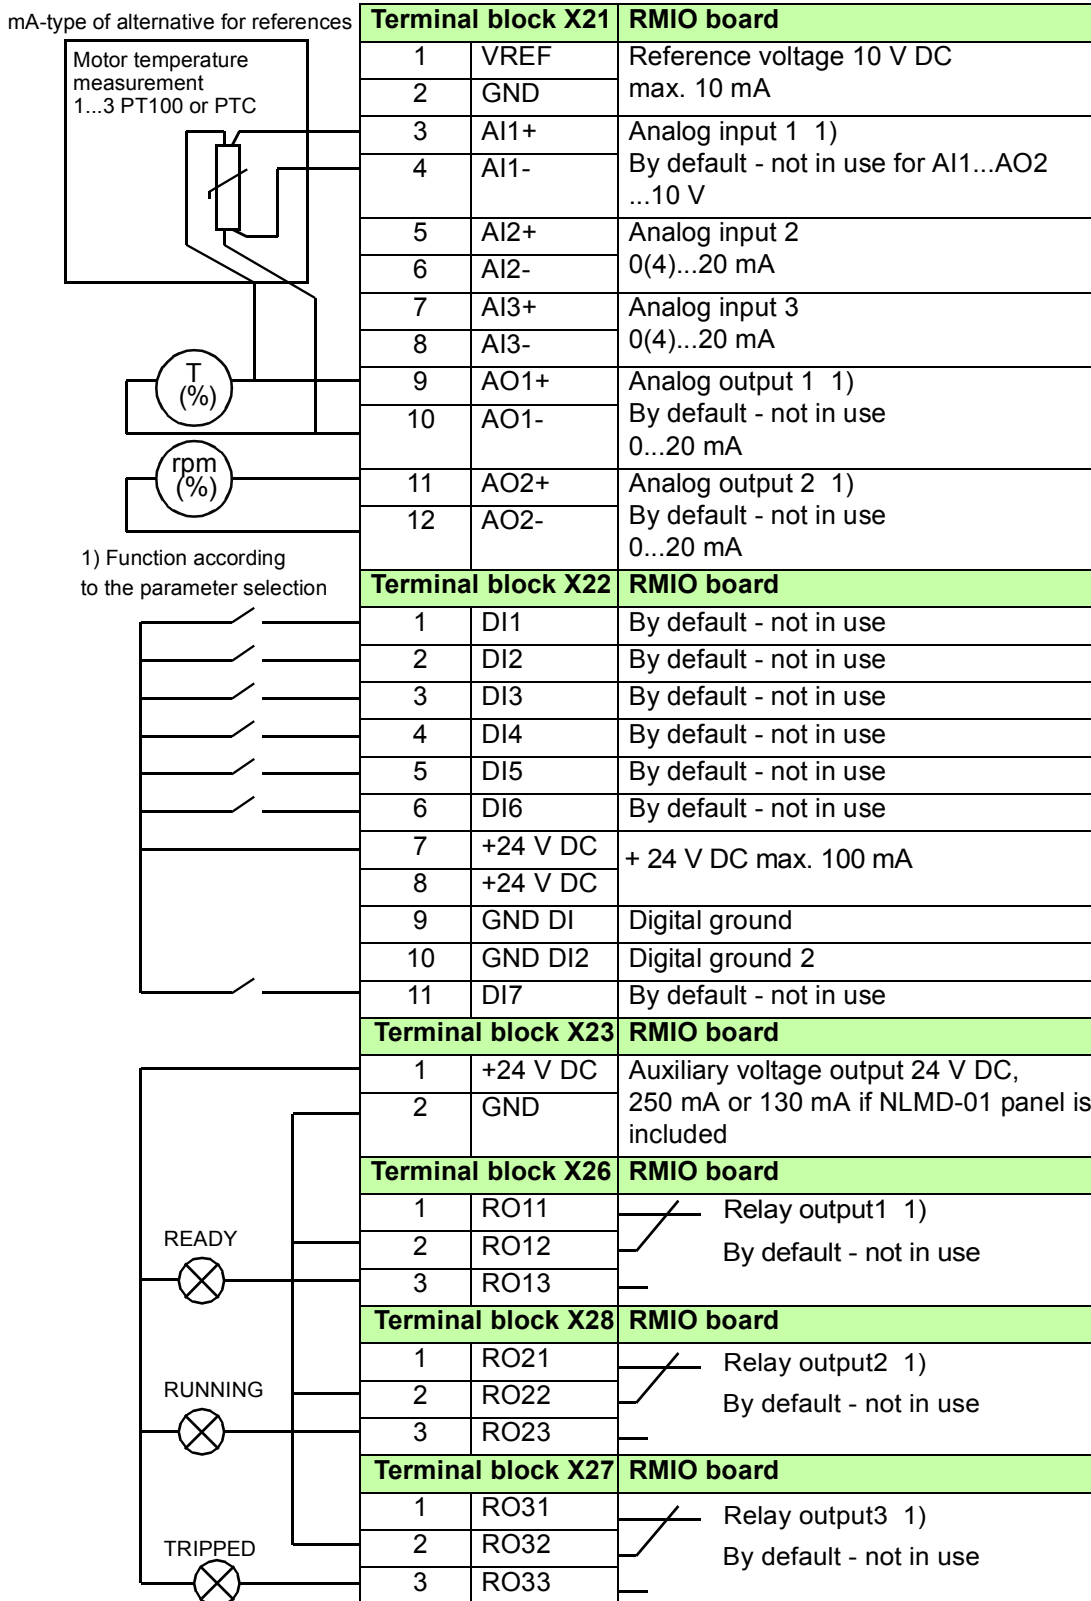 mA-type of alternative for references
Terminal block X21 RMIO board
Motor temperature
measurement
1...3 PT100 or PTC
1 VREF Reference voltage 10 V DC
2 GND max. 10 mA
3 AI1+ Analog input 1 1)
4 AI1- By default - not in use for AI1...AO2
...10 V
5 AI2+ Analog input 2
6 AI2- 0(4)...20 mA
7 AI3+ Analog input 3
8 AI3- 0(4)...20 mA
T
(%)
9 AO1+ Analog output 1 1)
10 AO1- By default - not in use
0...20 mA
rpm
(%)
11 AO2+ Analog output 2 1)
12 AO2- By default - not in use
0...20 mA
1) Function according
to the parameter selection
Terminal block X22 RMIO board
1 DI1 By default - not in use
2 DI2 By default - not in use
3 DI3 By default - not in use
4 DI4 By default - not in use
5 DI5 By default - not in use
6 DI6 By default - not in use
7 +24 V DC + 24 V DC max. 100 mA
8 +24 V DC
9 GND DI Digital ground
10 GND DI2 Digital ground 2
11 DI7 By default - not in use
Terminal block X23 RMIO board
1 +24 V DC Auxiliary voltage output 24 V DC,
2 GND 250 mA or 130 mA if NLMD-01 panel is
included
Terminal block X26 RMIO board
1 RO11 Relay output1 1)
READY
2 RO12 By default - not in use
3 RO13
Terminal block X28 RMIO board
1 RO21 Relay output2 1)
RUNNING
2 RO22 By default - not in use
3 RO23
Terminal block X27 RMIO board
1 RO31 Relay output3 1)
TRIPPED
2 RO32 By default - not in use
3 RO33